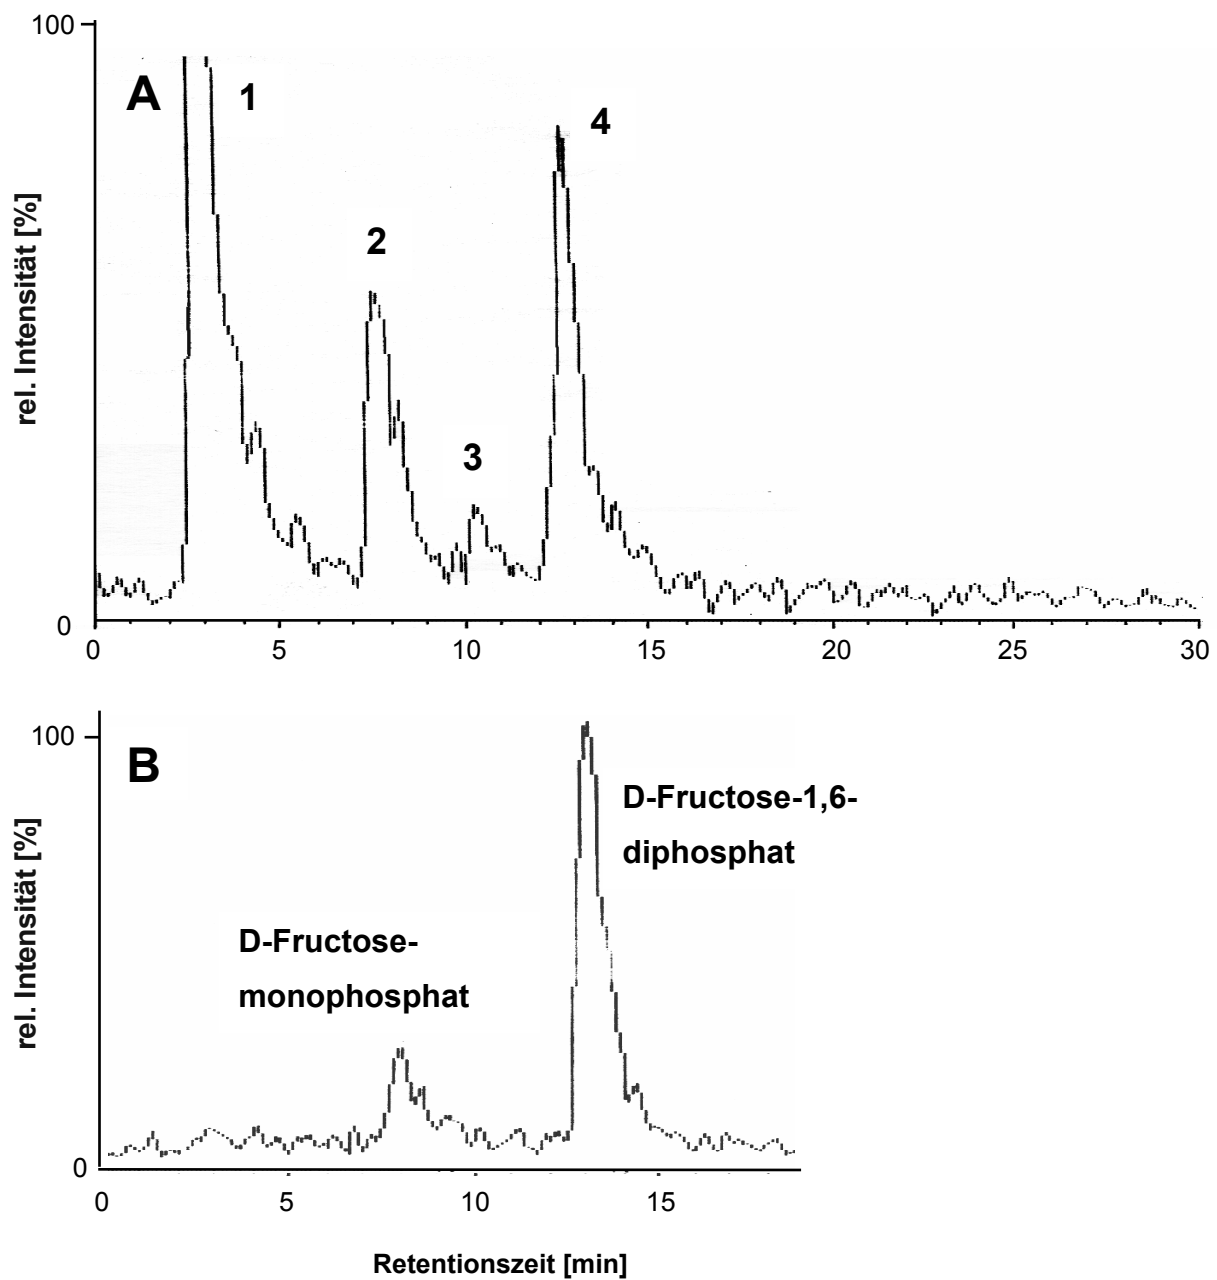 100
A
1
4
2
3
rel. Intensität [%]
0
0 5 10 15 20 25 30
100
B
D-Fructose-1,6-
diphosphat
D-Fructose-
monophosphat
rel. Intensität [%]
0
0 5 10 15
Retentionszeit [min]